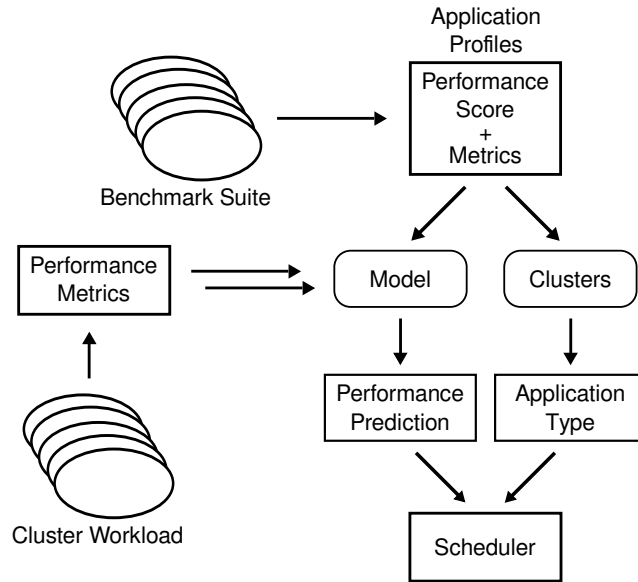 Application
Profiles
Performance
Score
+
Metrics
Benchmark Suite
Performance
Metrics
Model
Clusters
Performance
Prediction
Application
Type
Cluster Workload
Scheduler